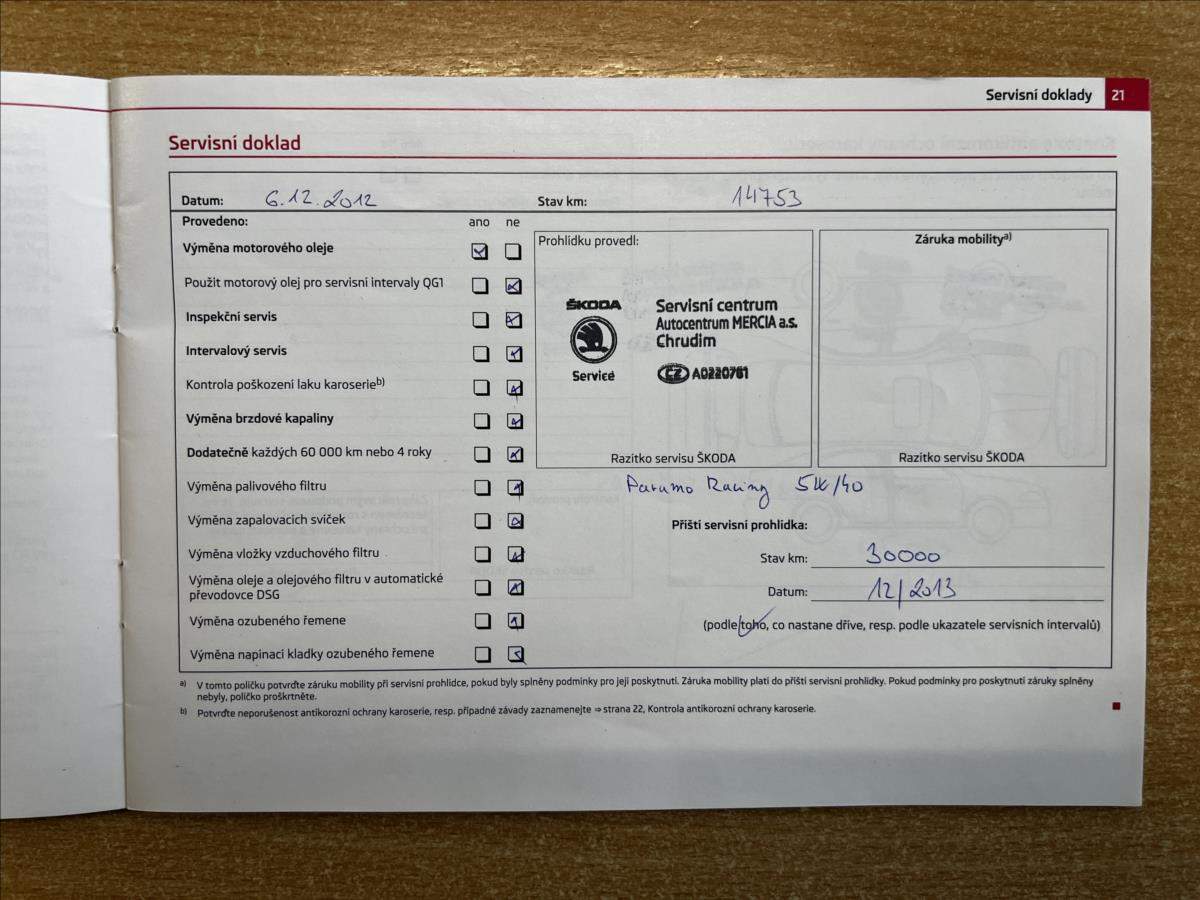 Servisní doklady 21
Servisní doklad
Datum: 6.12.2012 Stav km: 14753
Provedeno: ano ne
Výměna motorového oleje
Použit motorový olej pro servisní intervaly QG1
Inspekční servis
Intervalový servis
Kontrola poškození laku karoserie b)
Výměna brzdové kapaliny
Dodatečně každých 60 000 km nebo 4 roky
Výměna palivového filtru
Výměna zapalovacích svíček
Výměna vložky vzduchového filtru
Výměna oleje a olejového filtru v automatické
převodovce DSG
Výměna ozubeného řemene
Výměna napínací kladky ozubeného řemene
Prohlídku provedl:
ŠKODA
Service
Servisní centrum
Autocentrum MERCIA a.s.
Chrudim
CZ A0220761
Razítko servisu ŠKODA
Záruka mobility a)
Razítko servisu ŠKODA
Paramo Racing 5W/40
Příští servisní prohlídka:
Stav km: 30000
Datum: 12/2013
(podle toho, co nastane dříve, resp. podle ukazatele servisních intervalů)
a) V tomto políčku potvrďte záruku mobility při servisní prohlídce, pokud byly splněny podmínky pro její poskytnutí. Záruka mobility platí do příští servisní prohlídky. Pokud podmínky pro poskytnutí záruky splněny
nebyly, políčko proškrtněte.
b) Potvrďte neporušenost antikorozní ochrany karoserie, resp. případné závady zaznamenejte ⇒ strana 22, Kontrola antikorozní ochrany karoserie.